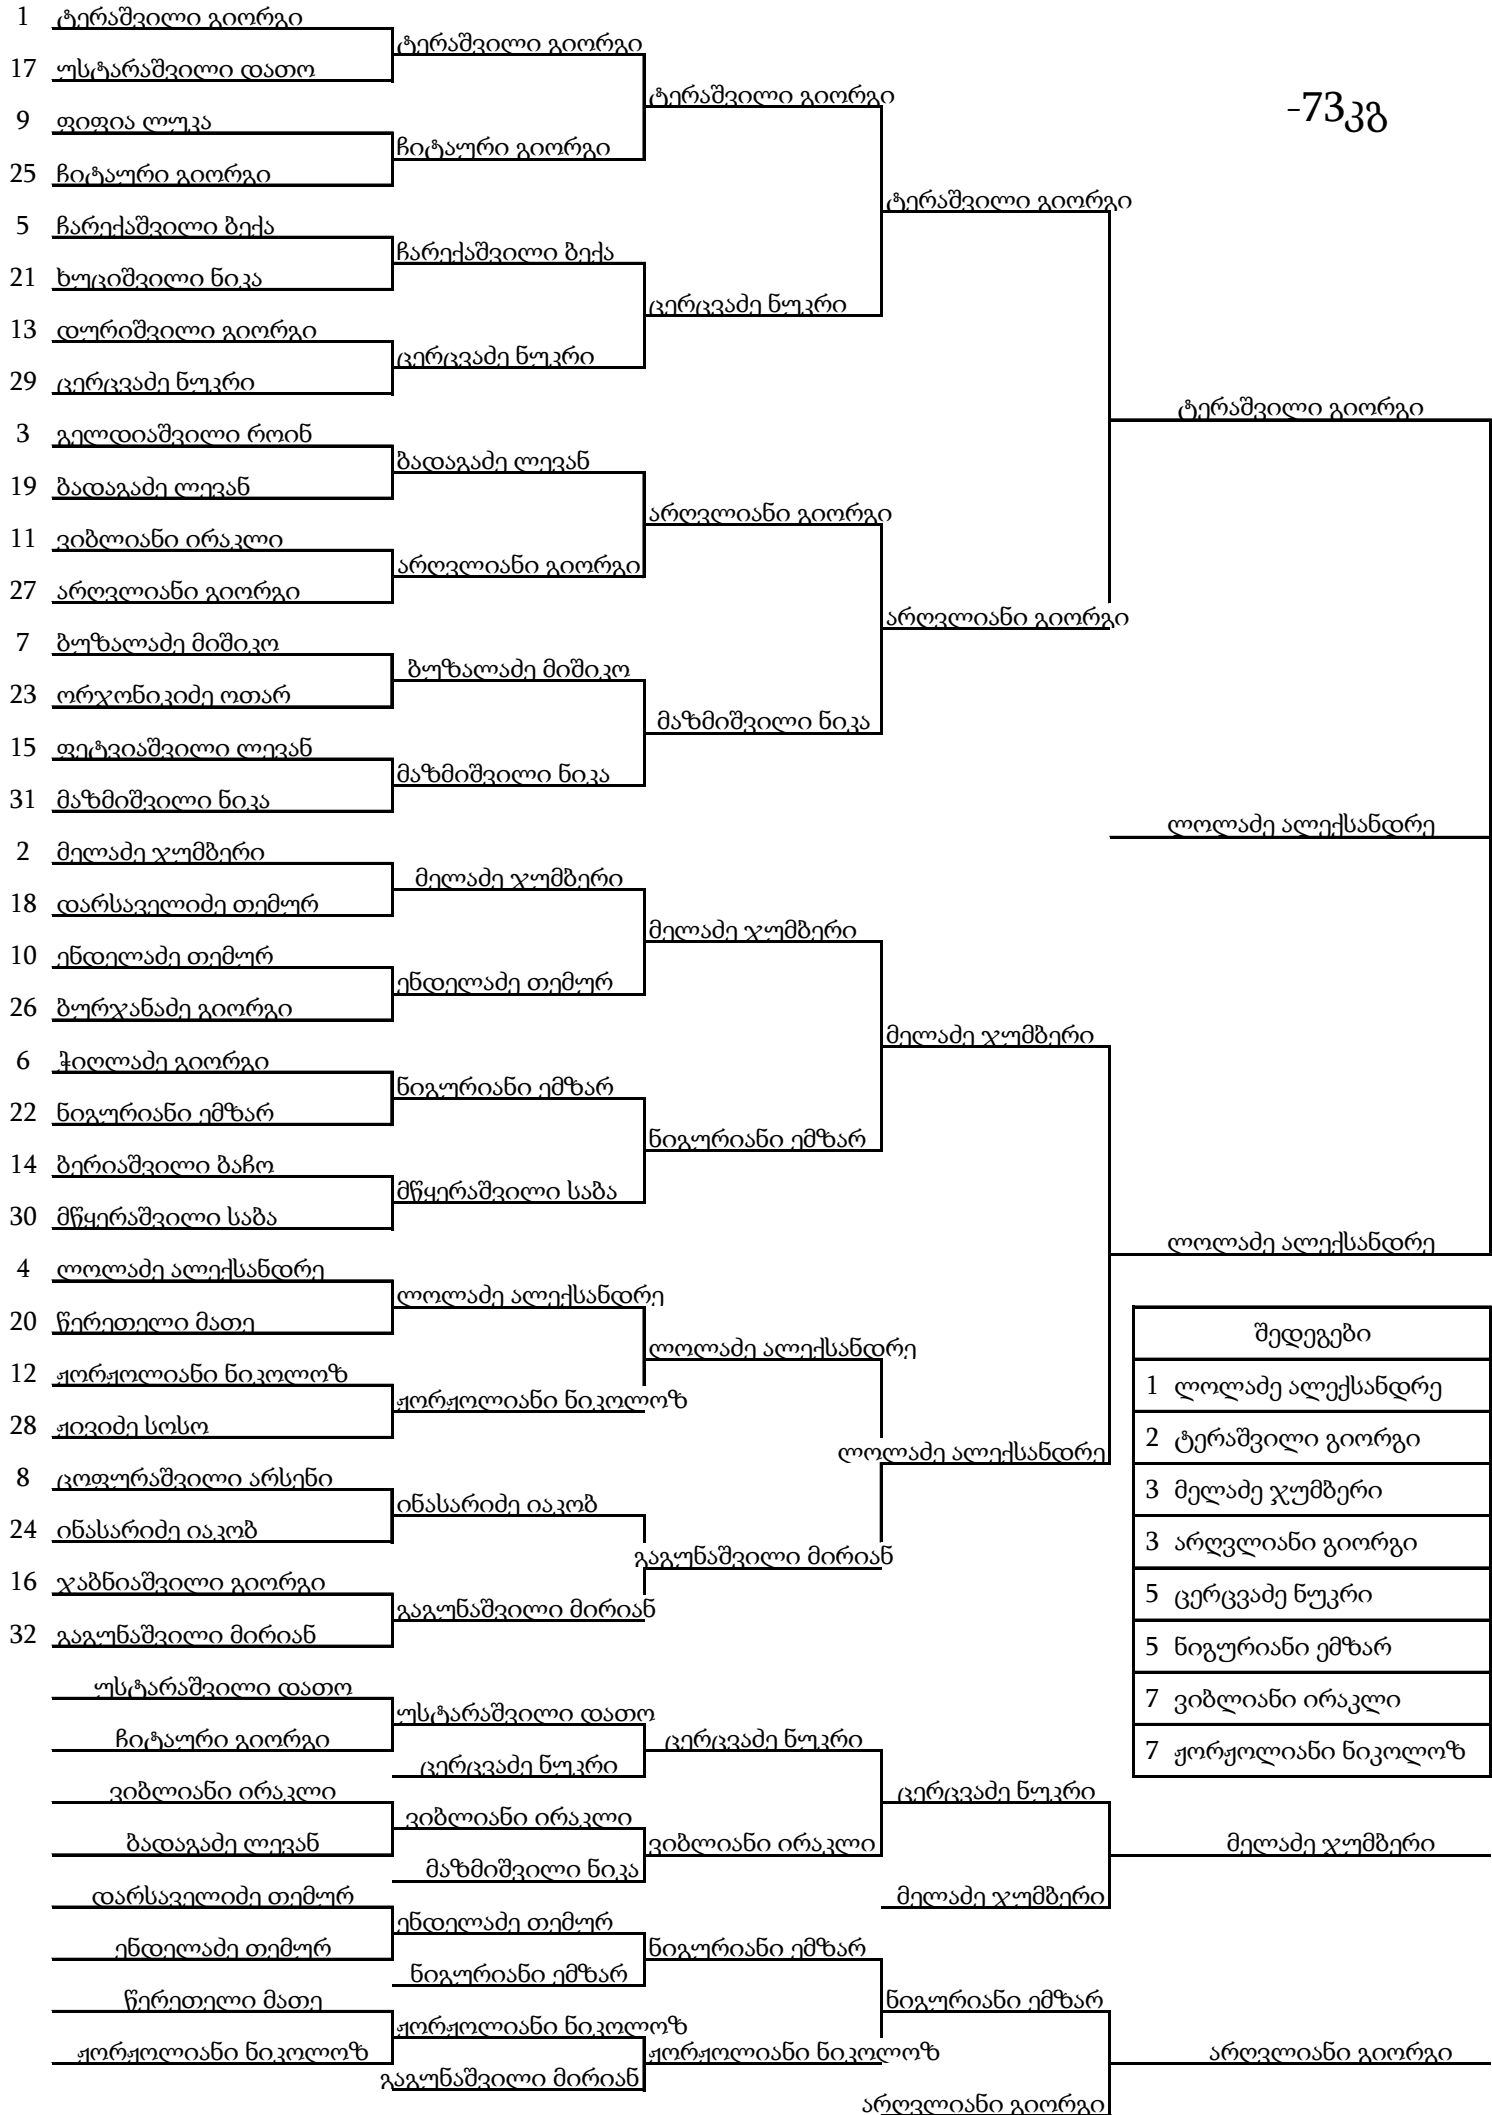 1 ტერაშვილი გიორგი
ტერაშვილი გიორგი
17 უსტარაშვილი დათო
ტერაშვილი გიორგი
-73კგ
9 ფიფია ლუკა
ჩიტაური გიორგი
25 ჩიტაური გიორგი
ტერაშვილი გიორგი
5 ჩარექაშვილი ბექა
ჩარექაშვილი ბექა
21 ხუციშვილი ნიკა
ცერცვაძე ნუკრი
13 დურიშვილი გიორგი
ცერცვაძე ნუკრი
29 ცერცვაძე ნუკრი
ტერაშვილი გიორგი
3 გელდიაშვილი როინ
ბადაგაძე ლევან
19 ბადაგაძე ლევან
არღვლიანი გიორგი
11 ვიბლიანი ირაკლი
არღვლიანი გიორგი
27 არღვლიანი გიორგი
არღვლიანი გიორგი
7 ბუზალაძე მიშიკო
ბუზალაძე მიშიკო
23 ორჯონიკიძე ოთარ
მაზმიშვილი ნიკა
15 ფეტვიაშვილი ლევან
მაზმიშვილი ნიკა
31 მაზმიშვილი ნიკა
ლოლაძე ალექსანდრე
2 მელაძე ჯუმბერი
მელაძე ჯუმბერი
18 დარსაველიძე თემურ
მელაძე ჯუმბერი
10 ენდელაძე თემურ
ენდელაძე თემურ
26 ბურჯანაძე გიორგი
მელაძე ჯუმბერი
6 ჭიღლაძე გიორგი
ნიგურიანი ემზარ
22 ნიგურიანი ემზარ
ნიგურიანი ემზარ
14 ბერიაშვილი ბაჩო
მწყერაშვილი საბა
30 მწყერაშვილი საბა
ლოლაძე ალექსანდრე
4 ლოლაძე ალექსანდრე
ლოლაძე ალექსანდრე
20 წერეთელი მათე
ლოლაძე ალექსანდრე
12 ჟორჟოლიანი ნიკოლოზ
ჟორჟოლიანი ნიკოლოზ
28 ჟივიძე სოსო
ლოლაძე ალექსანდრე
8 ცოფურაშვილი არსენი
ინასარიძე იაკობ
24 ინასარიძე იაკობ
გაგუნაშვილი მირიან
16 ჯაბნიაშვილი გიორგი
გაგუნაშვილი მირიან
32 გაგუნაშვილი მირიან
შედეგები
1 ლოლაძე ალექსანდრე
2 ტერაშვილი გიორგი
3 მელაძე ჯუმბერი
3 არღვლიანი გიორგი
5 ცერცვაძე ნუკრი
5 ნიგურიანი ემზარ
7 ვიბლიანი ირაკლი
7 ჟორჟოლიანი ნიკოლოზ
უსტარაშვილი დათო
უსტარაშვილი დათო
ჩიტაური გიორგი
ცერცვაძე ნუკრი
ცერცვაძე ნუკრი
ვიბლიანი ირაკლი
ცერცვაძე ნუკრი
ვიბლიანი ირაკლი
ბადაგაძე ლევან
ვიბლიანი ირაკლი
მელაძე ჯუმბერი
მაზმიშვილი ნიკა
დარსაველიძე თემურ
მელაძე ჯუმბერი
ენდელაძე თემურ
ენდელაძე თემურ
ნიგურიანი ემზარ
ნიგურიანი ემზარ
წერეთელი მათე
ნიგურიანი ემზარ
ჟორჟოლიანი ნიკოლოზ
ჟორჟოლიანი ნიკოლოზ
ჟორჟოლიანი ნიკოლოზ
არღვლიანი გიორგი
გაგუნაშვილი მირიან
არღვლიანი გიორგი